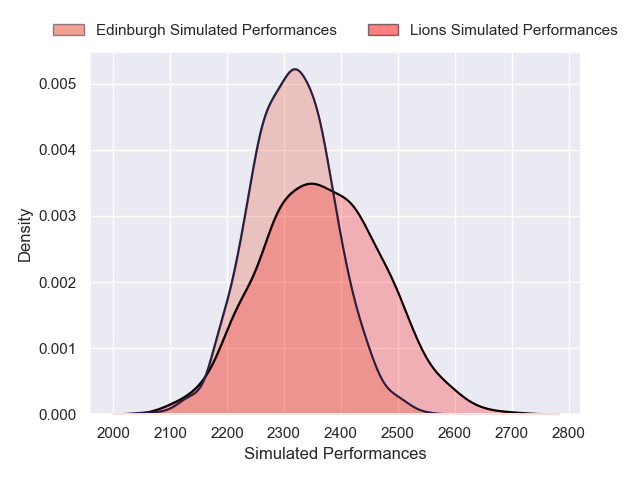 Edinburgh Simulated Performances Lions Simulated Performances
0.005
0.004
0.003
0.002
0.001
0.000
Density
2000 2100 2200 2300 2400 2500 2600 2700 2800
Simulated Performances